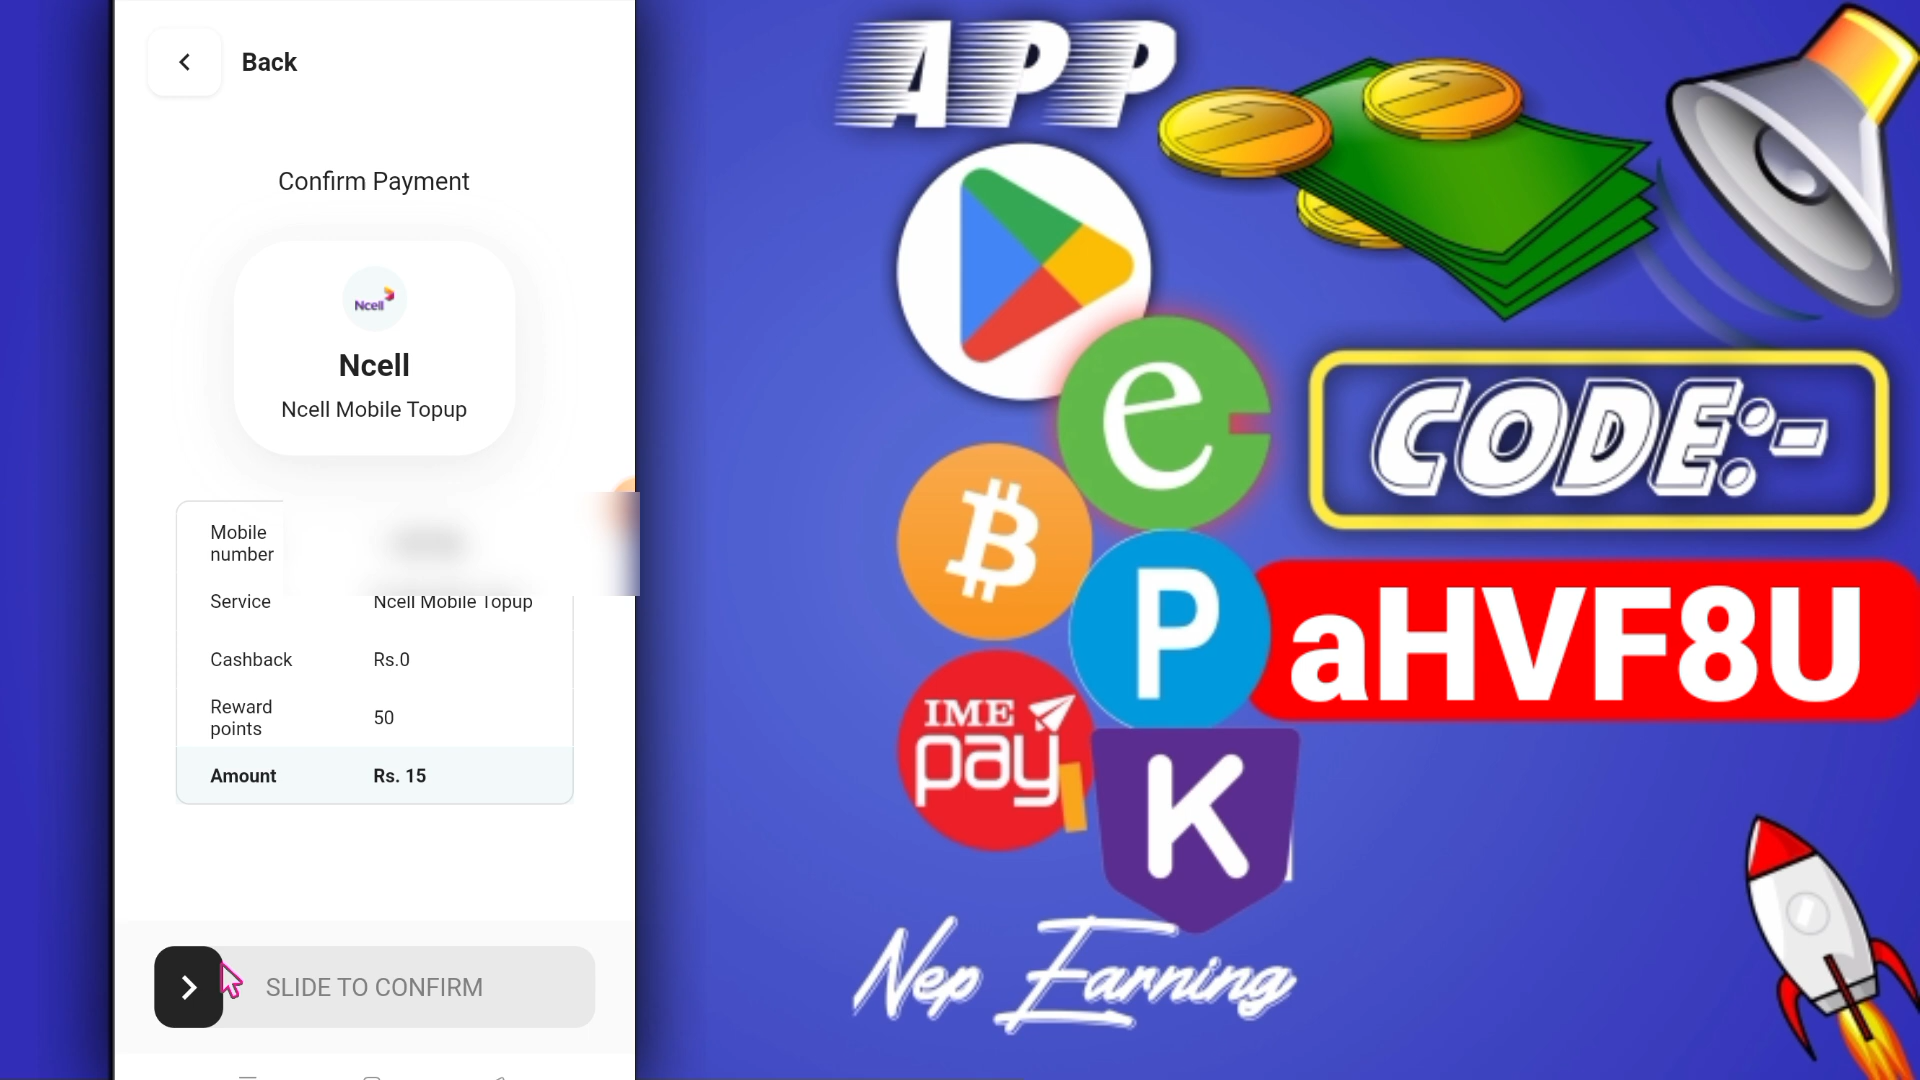 Back
Confirm Payment
Ncell
Ncell
Ncell Mobile Topup
Mobile
number
Service Ncell Mobile Topup
Cashback Rs.0
Reward
points 50
Amount Rs. 15
SLIDE TO CONFIRM
APP
e
P
IME
pay
K
CODE:-
aHVF8U
Nep Earning